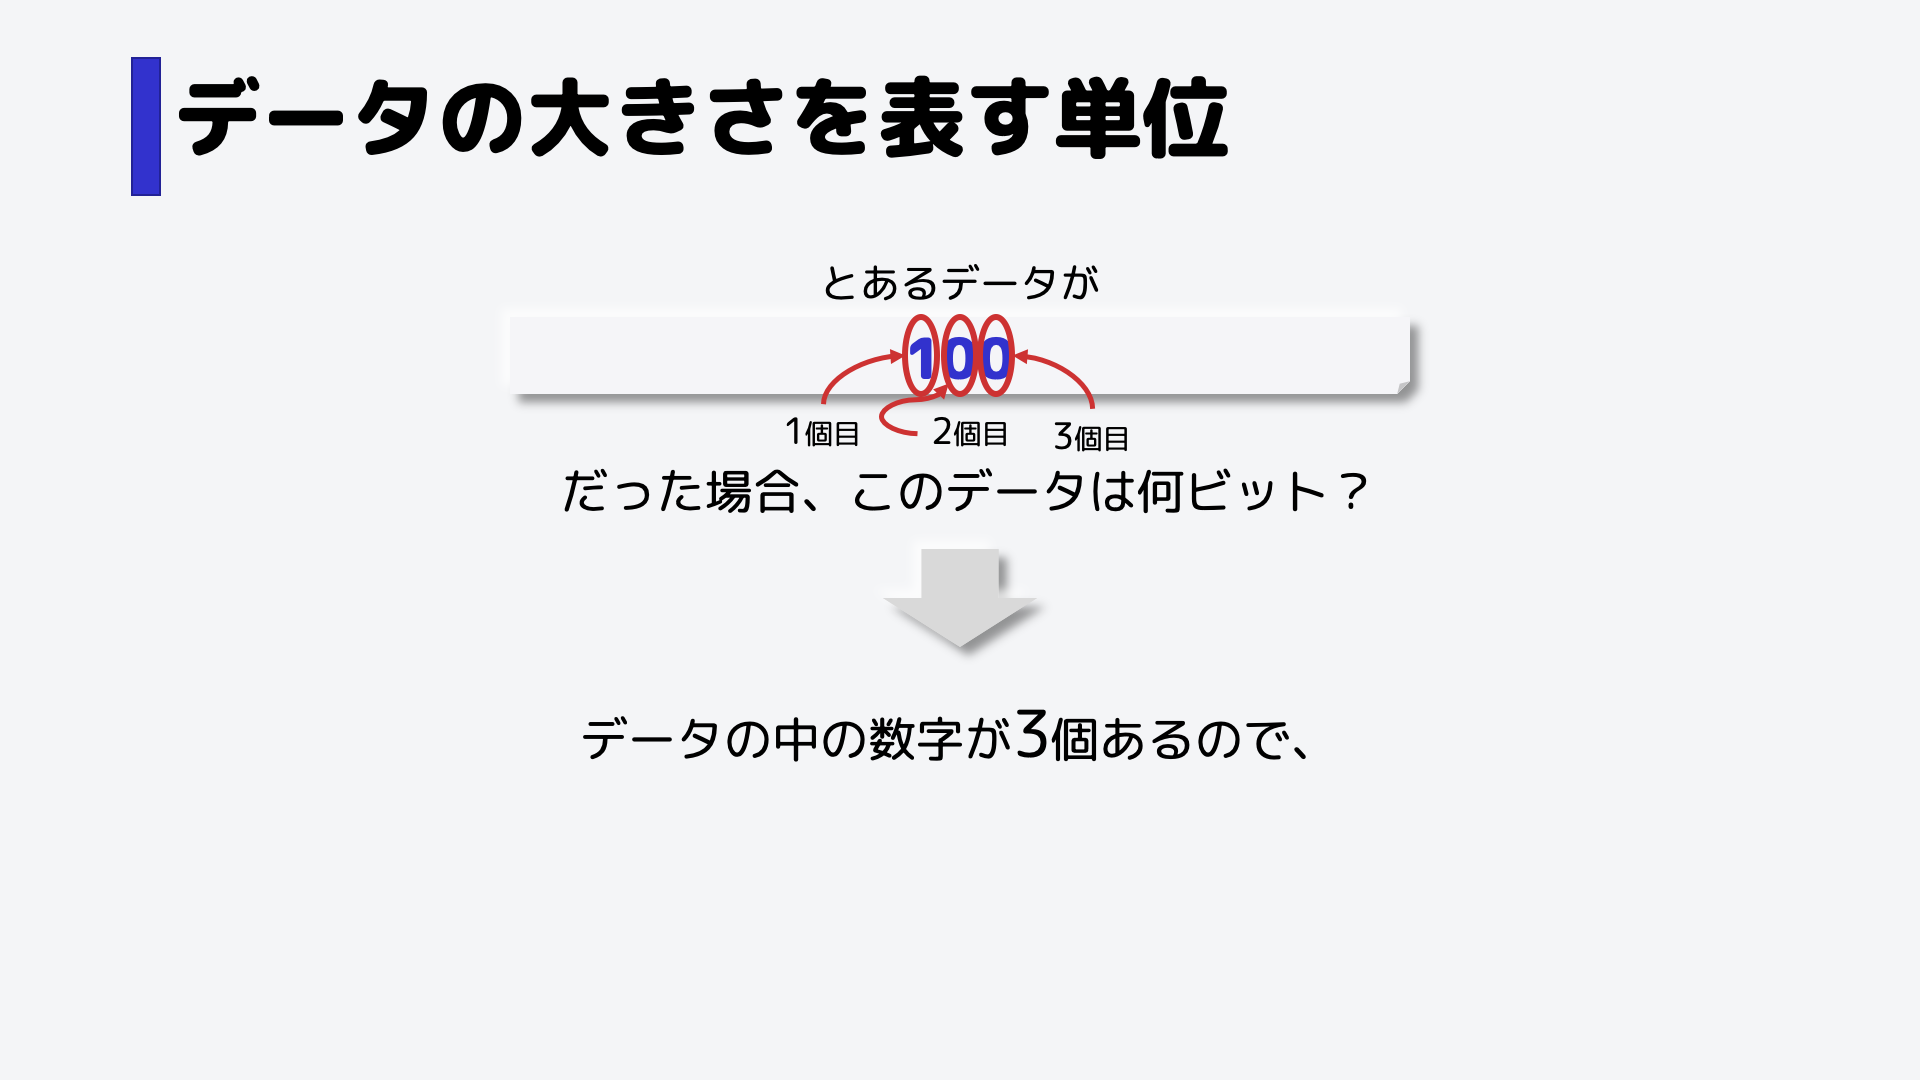 データの大きさを表す単位
とあるデータが
100
1個目 2個目 3個目
だった場合、このデータは何ビット？
データの中の数字が3個あるので、